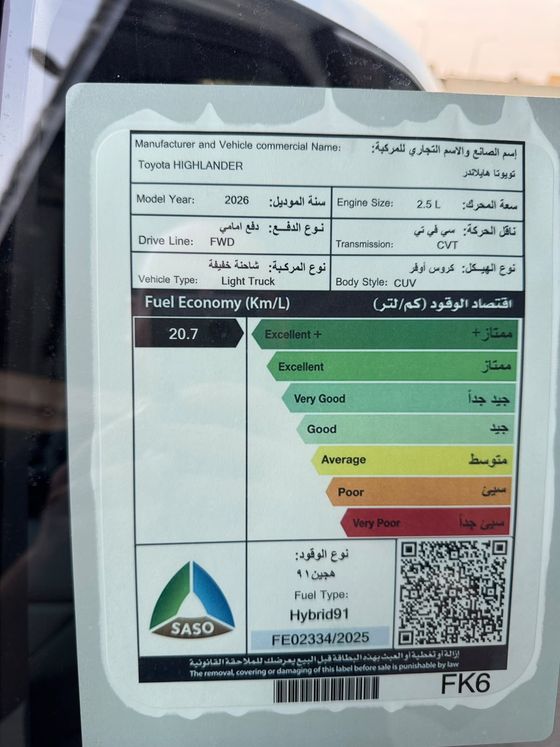 Manufacturer and Vehicle commercial Name: إسم الصانع والاسم التجاري للمركبة:
Toyota HIGHLANDER تويوتا هايلاندر
Model Year: 2026 سنة الموديل:
Engine Size: 2.5 L سعة المحرك:
نوع الدفع: دفع امامي
Drive Line: FWD
ناقل الحركة: سي في تي
Transmission: CVT
نوع المركبة: شاحنة خفيفة
Vehicle Type: Light Truck
نوع الهيكل: كروس أوفر
Body Style: CUV
Fuel Economy (Km/L) اقتصاد الوقود (كم/لتر)
20.7
Excellent + ممتاز+
Excellent ممتاز
Very Good جيد جداً
Good جيد
Average متوسط
Poor سيئ
Very Poor سيئ جداً
SASO
نوع الوقود:
هجين٩١
Fuel Type:
Hybrid91
FE02334/2025
إزالة أو تغطية أو العبث بهذه البطاقة قبل البيع يعرضك للملاحقة القانونية
The removal, covering or damaging of this label before sale is punishable by law
FK6